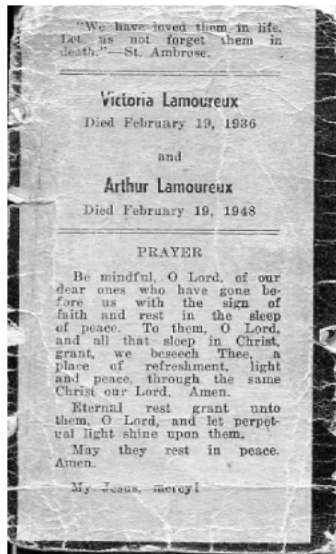 "We have loved them in life.
Let us not forget them in
death."—St. Ambrose.
Victoria Lamoureux
Died February 19, 1936
and
Arthur Lamoureux
Died February 19, 1948
PRAYER
Be mindful, O Lord, of our
dear ones who have gone be-
fore us with the sign of
faith and rest in the sleep
of peace. To them, O Lord,
and all that sleep in Christ,
grant, we beseech Thee, a
place of refreshment, light
and peace, through the same
Christ our Lord. Amen.
Eternal rest grant unto
them, O Lord, and let perpet-
ual light shine upon them.
May they rest in peace.
Amen.
My Jesus, mercy!